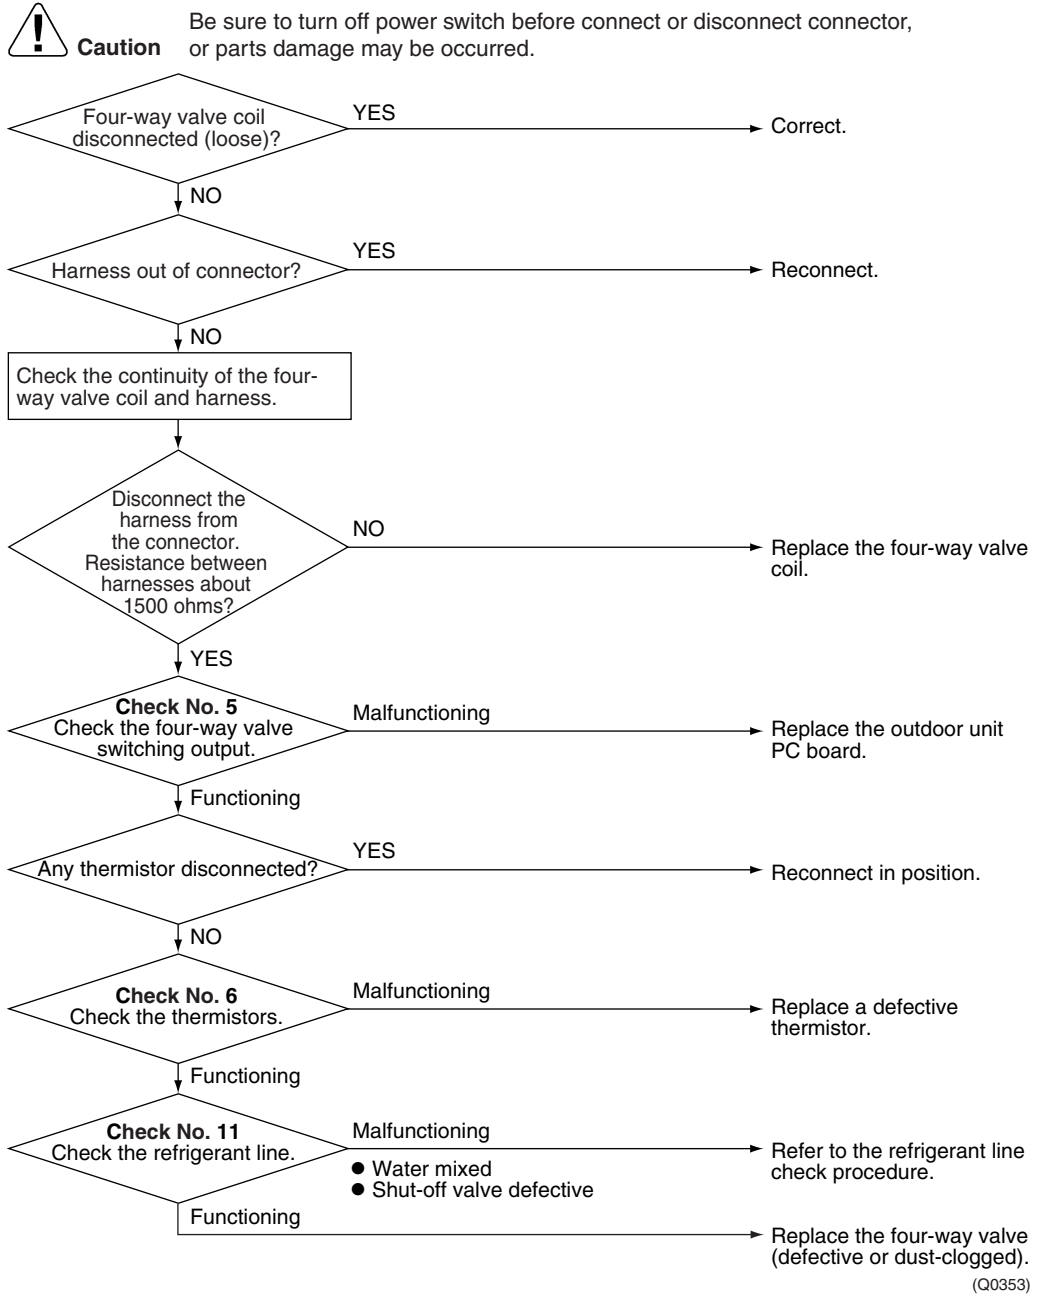 Be sure to turn off power switch before connect or disconnect connector,
Caution or parts damage may be occurred.
Four-way valve coil
disconnected (loose)?
YES
Correct.
NO
Harness out of connector?
YES
Reconnect.
NO
Check the continuity of the four-
way valve coil and harness.
Disconnect the
harness from
the connector.
Resistance between
harnesses about
1500 ohms?
NO
Replace the four-way valve
coil.
YES
Check No. 5
Check the four-way valve
switching output.
Malfunctioning
Replace the outdoor unit
PC board.
Functioning
Any thermistor disconnected?
YES
Reconnect in position.
NO
Check No. 6
Check the thermistors.
Malfunctioning
Replace a defective
thermistor.
Functioning
Check No. 11
Check the refrigerant line.
Malfunctioning
● Water mixed
● Shut-off valve defective
Refer to the refrigerant line
check procedure.
Functioning
Replace the four-way valve
(defective or dust-clogged).
(Q0353)